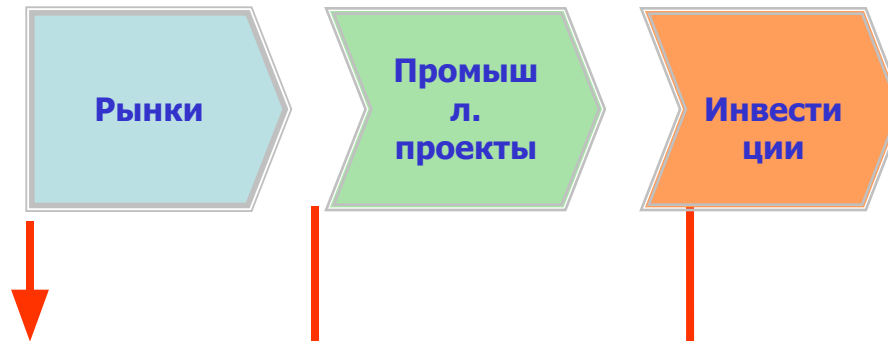 Рынки
Промыш
л.
проекты
Инвести
ции